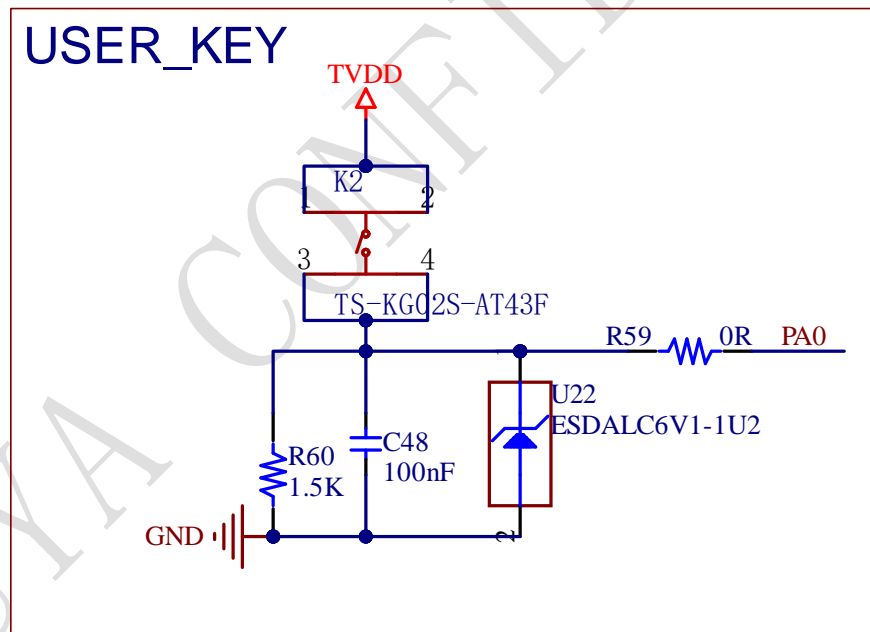 USER_KEY
TVDD
K2
1 2
3 4
TS-KG02S-AT43F
R59 0R PA0
U22
ESDALC6V1-1U2
R60
1.5K
C48
100nF
GND
2